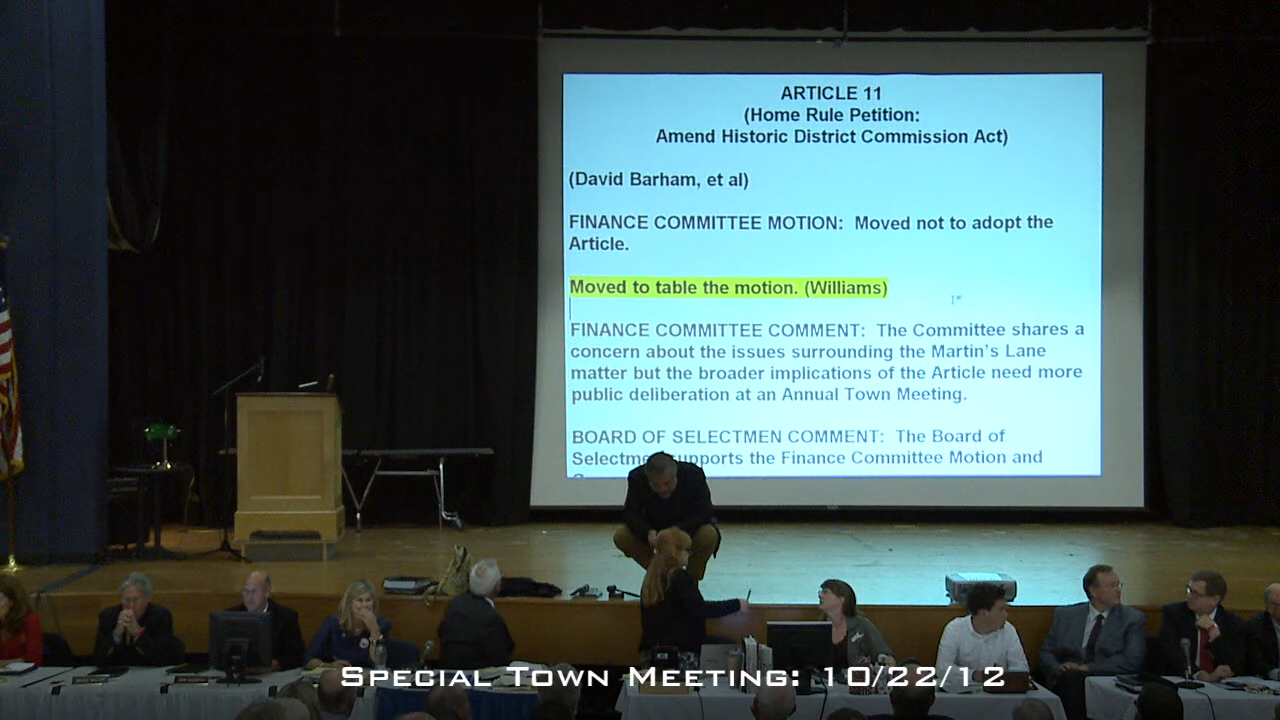 ARTICLE 11
(Home Rule Petition:
Amend Historic District Commission Act)
(David Barham, et al)
FINANCE COMMITTEE MOTION: Moved not to adopt the
Article.
Moved to table the motion. (Williams)
FINANCE COMMITTEE COMMENT: The Committee shares a
concern about the issues surrounding the Martin's Lane
matter but the broader implications of the Article need more
public deliberation at an Annual Town Meeting.
BOARD OF SELECTMEN COMMENT: The Board of
Selectme upports the Finance Committee Motion and
Special Town Meeting: 10/22/12